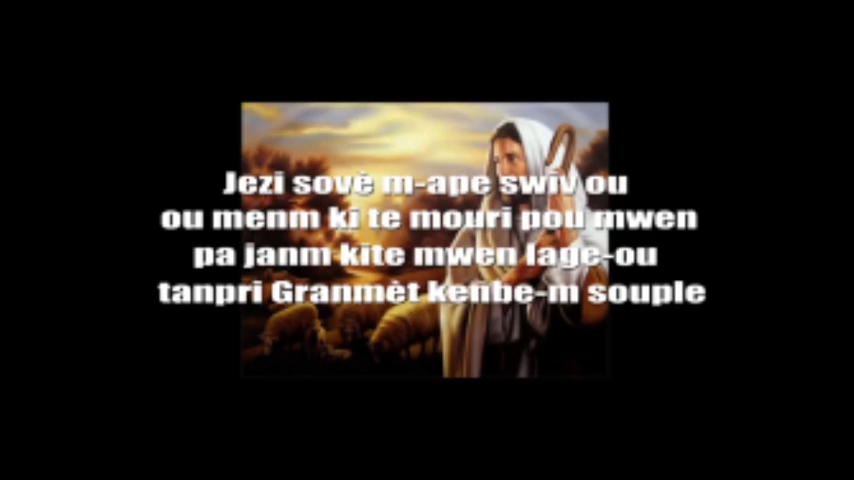 Jezi sovè m-ape swiv ou
ou menm ki te mouri pou mwen
pa janm kite mwen lage-ou
tanpri Granmèt kenbe-m souple